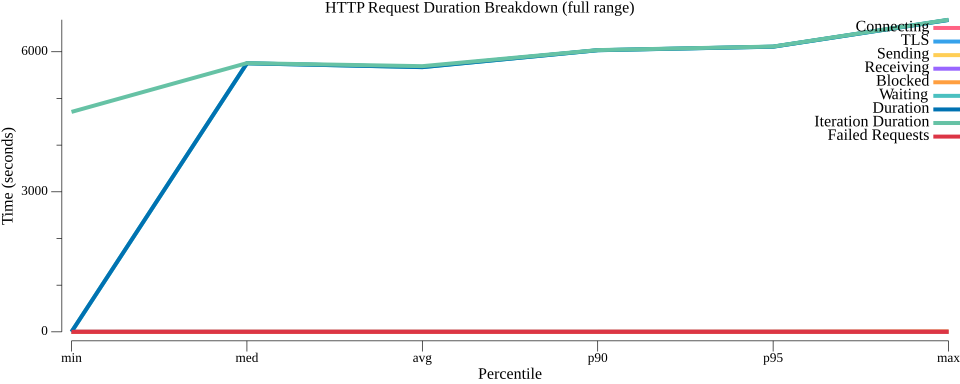 HTTP Request Duration Breakdown (full range)
Connecting
TLS
Sending
Receiving
Blocked
Waiting
Duration
Iteration Duration
Failed Requests
Time (seconds)
6000
3000
0
min med avg p90 p95 max
Percentile